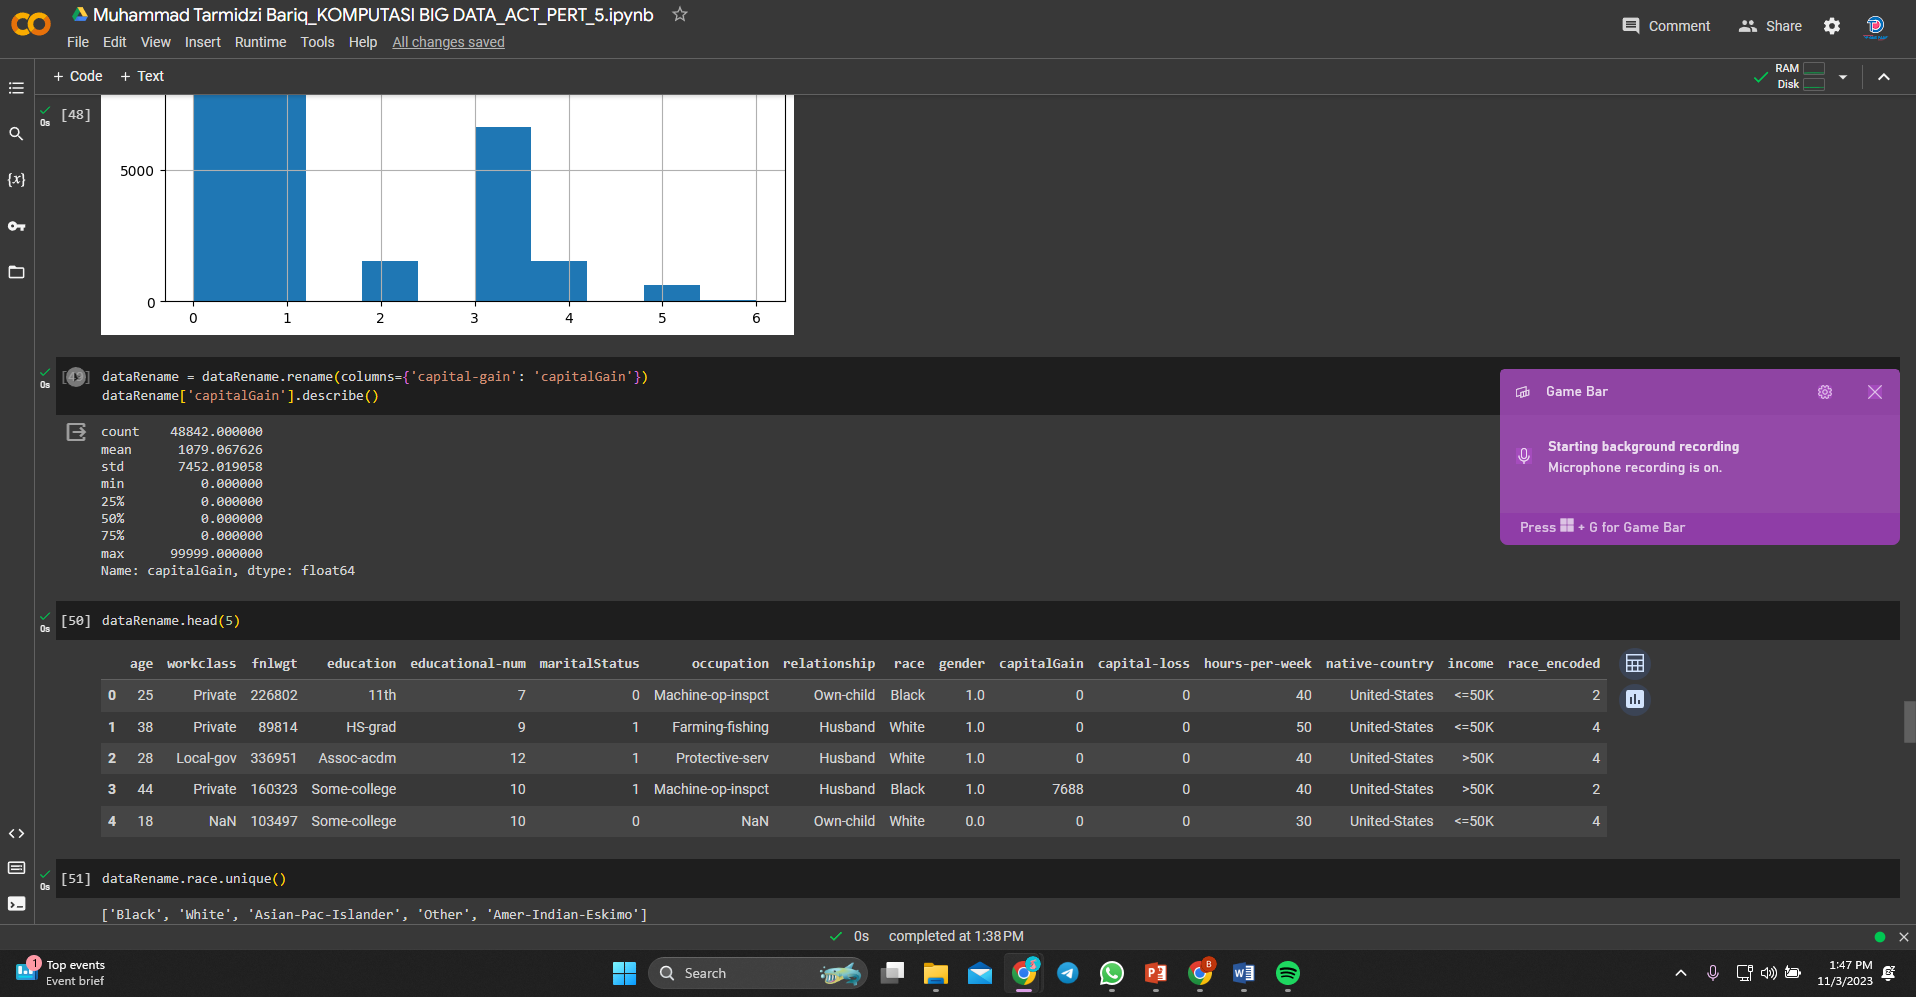 Muhammad Tarmidzi Bariq_KOMPUTASI BIG DATA_ACT_PERT_5.ipynb
File Edit View Insert Runtime Tools Help All changes saved
Comment Share
+ Code + Text
RAM
Disk
0s [48]
5000
0
0 1 2 3 4 5 6
0s
dataRename = dataRename.rename(columns={'capital-gain': 'capitalGain'})
dataRename['capitalGain'].describe()
count 48842.000000
mean 1079.067626
std 7452.019058
min 0.000000
25% 0.000000
50% 0.000000
75% 0.000000
max 99999.000000
Name: capitalGain, dtype: float64
Game Bar
Starting background recording
Microphone recording is on.
Press + G for Game Bar
0s [50] dataRename.head(5)
age workclass fnlwgt education educational-num maritalStatus occupation relationship race gender capitalGain capital-loss hours-per-week native-country income race_encoded
0 25 Private 226802 11th 7 0 Machine-op-inspct Own-child Black 1.0 0 0 40 United-States <=50K 2
1 38 Private 89814 HS-grad 9 1 Farming-fishing Husband White 1.0 0 0 50 United-States <=50K 4
2 28 Local-gov 336951 Assoc-acdm 12 1 Protective-serv Husband White 1.0 0 0 40 United-States >50K 4
3 44 Private 160323 Some-college 10 1 Machine-op-inspct Husband Black 1.0 7688 0 40 United-States >50K 2
4 18 NaN 103497 Some-college 10 0 NaN Own-child White 0.0 0 0 30 United-States <=50K 4
0s [51] dataRename.race.unique()
['Black', 'White', 'Asian-Pac-Islander', 'Other', 'Amer-Indian-Eskimo']
0s completed at 1:38 PM
1 Top events
Event brief
Search
1:47 PM
11/3/2023